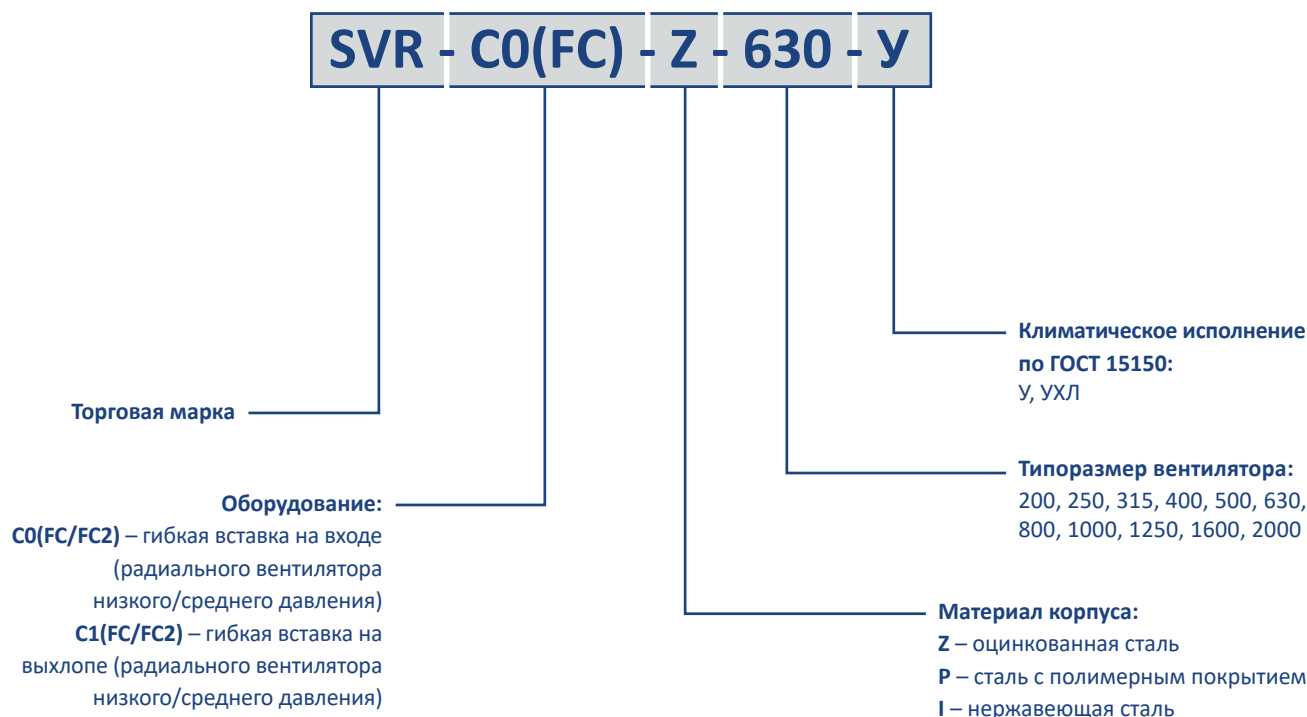 SVR - C0(FC) - Z - 630 - У
Торговая марка
Оборудование:
C0(FC/FC2) – гибкая вставка на входе
(радиального вентилятора
низкого/среднего давления)
C1(FC/FC2) – гибкая вставка на
выхлопе (радиального вентилятора
низкого/среднего давления)
Климатическое исполнение
по ГОСТ 15150:
У, УХЛ
Типоразмер вентилятора:
200, 250, 315, 400, 500, 630,
800, 1000, 1250, 1600, 2000
Материал корпуса:
Z – оцинкованная сталь
P – сталь с полимерным покрытием
I – нержавеющая сталь